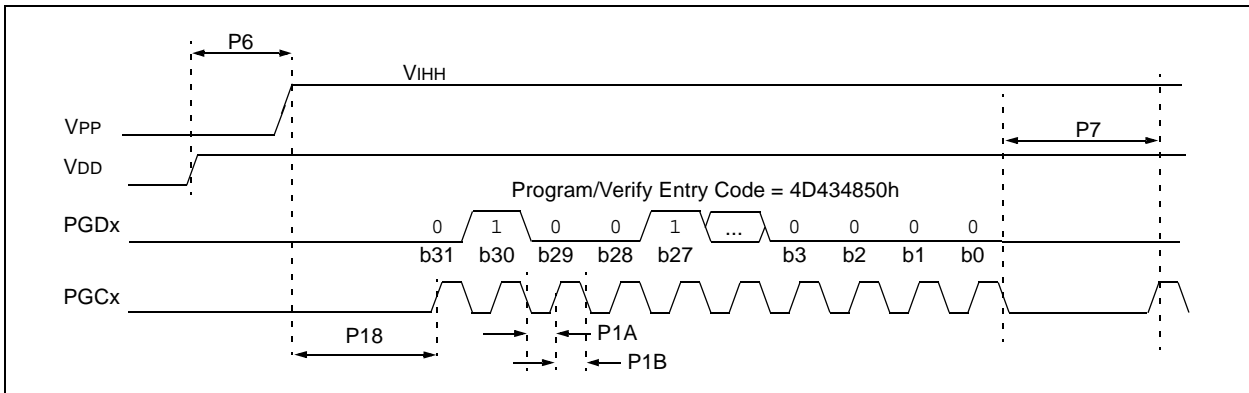 P6
VIHH
VPP
P7
VDD
Program/Verify Entry Code = 4D434850h
PGDx
0 1 0 0 1 ... 0 0 0 0
b31 b30 b29 b28 b27 b3 b2 b1 b0
PGCx
P18
P1A
P1B